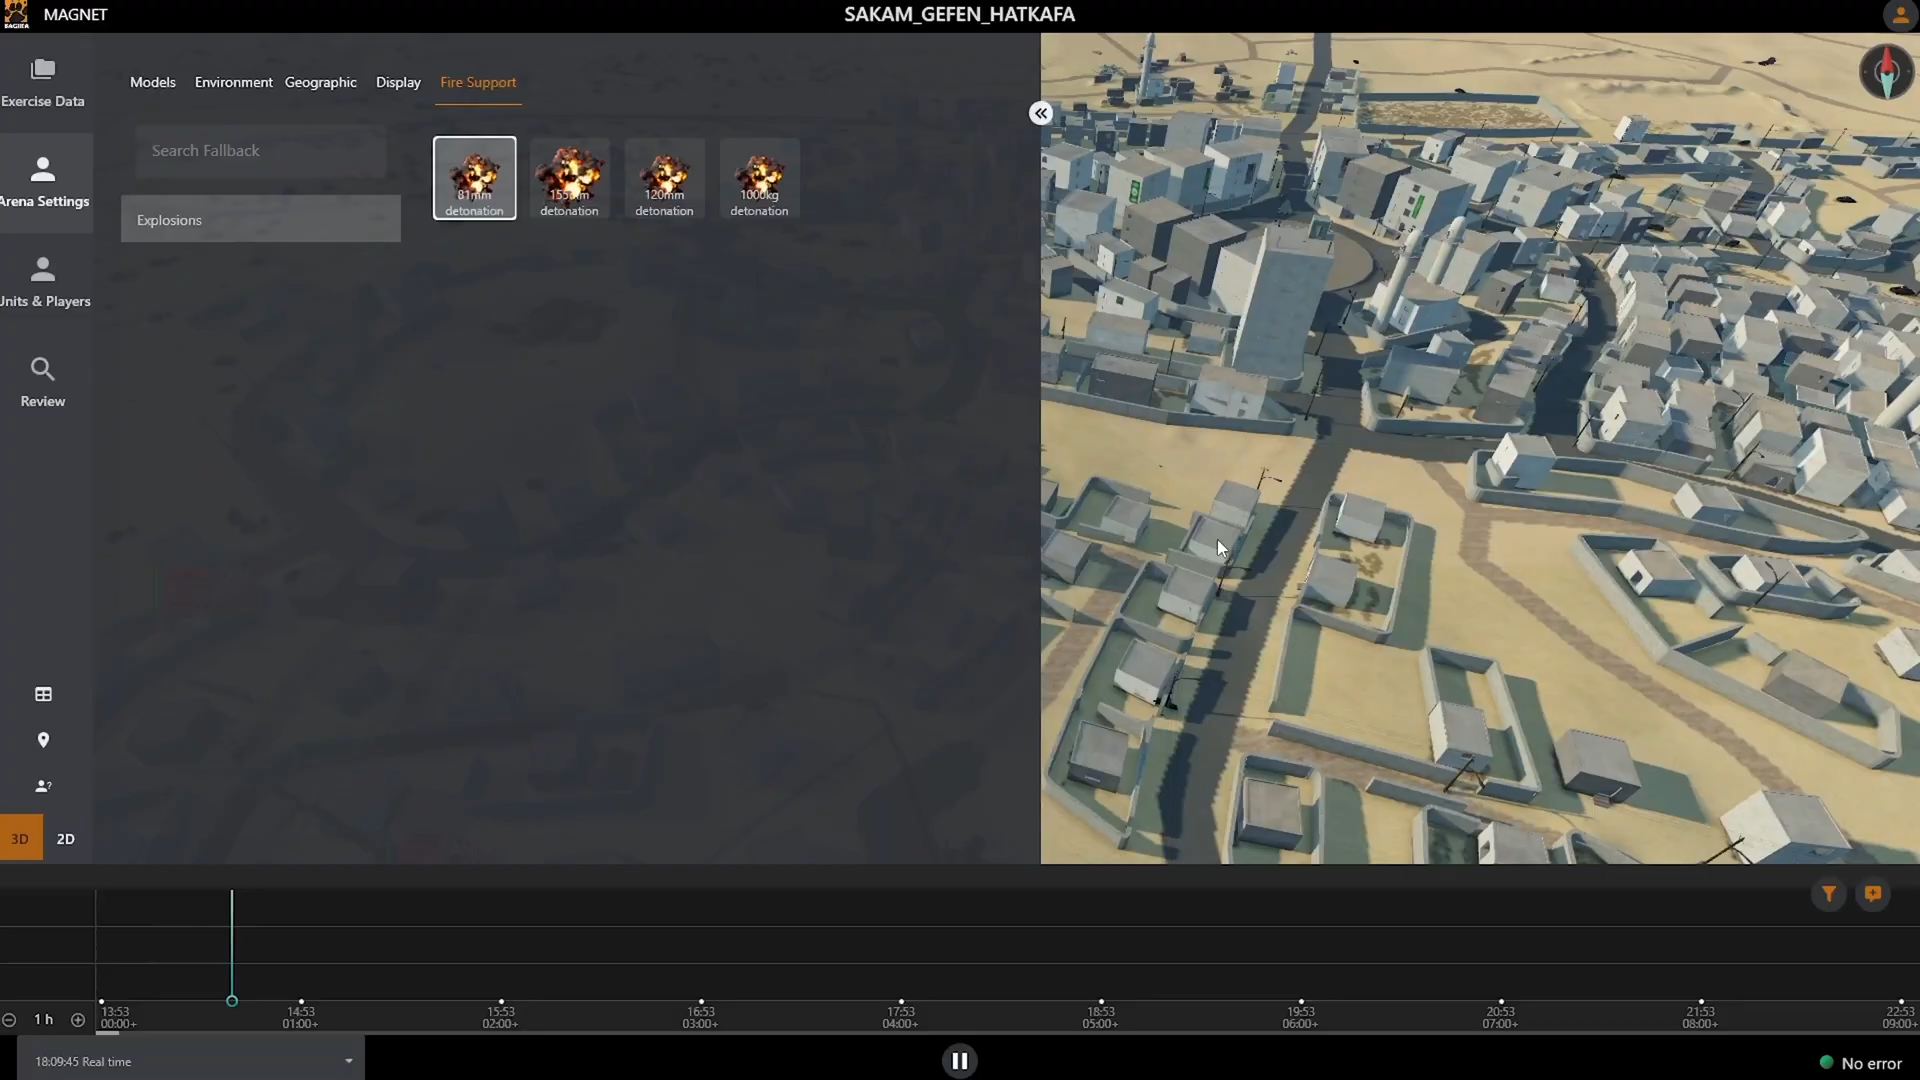 MAGNET
SAKAM_GEFEN_HATKAFA
Exercise Data
Arena Settings
Units & Players
Review
Models
Environment
Geographic
Display
Fire Support
Search Fallback
Explosions
81mm
detonation
155mm
detonation
120mm
detonation
1000kg
detonation
3D
2D
1 h
13:53
00:00+
14:53
01:00+
15:53
02:00+
16:53
03:00+
17:53
04:00+
18:53
05:00+
19:53
06:00+
20:53
07:00+
21:53
08:00+
22:53
09:00+
18:09:45 Real time
No error